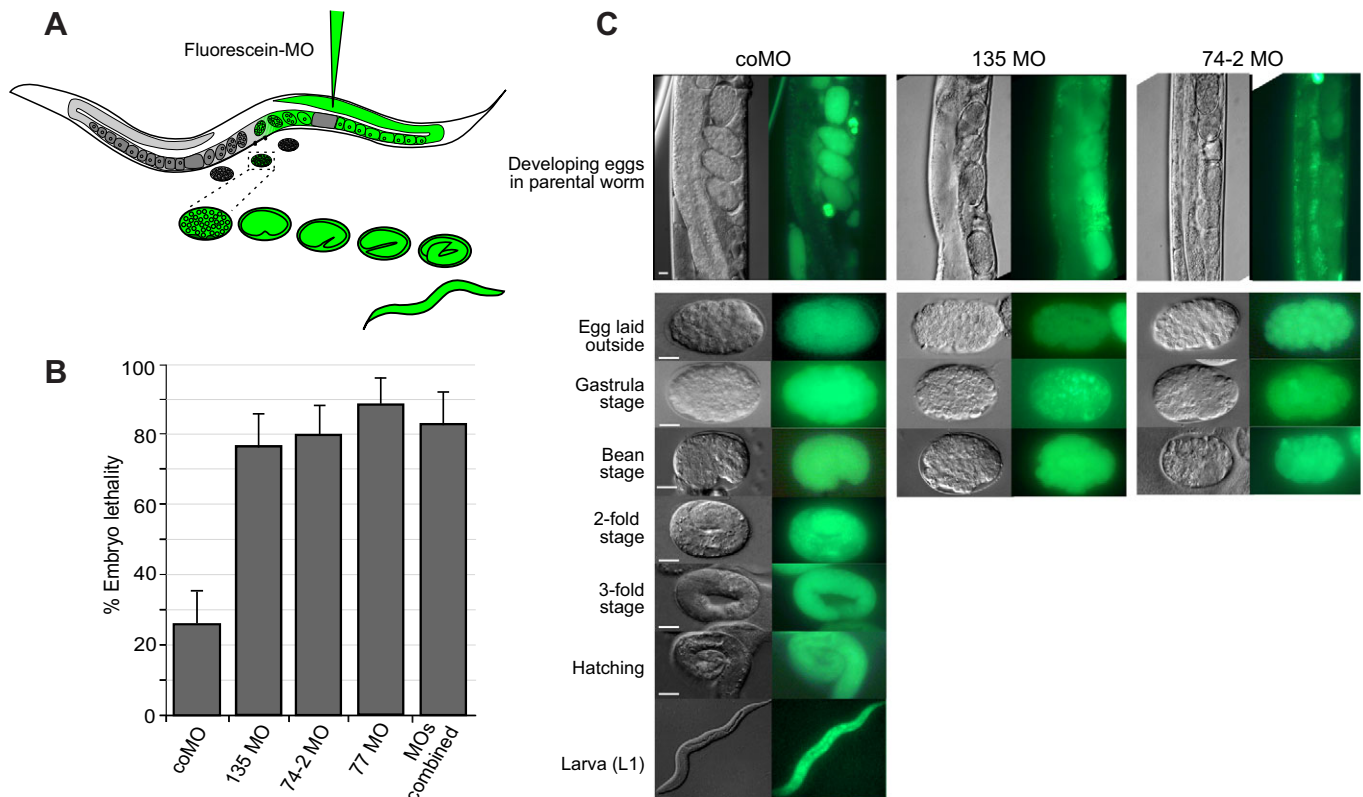 A
Fluorescein-MO
B
% Embryo lethality
100
80
60
40
20
0
coMO
135 MO
74-2 MO
77 MO
MOs
combined
C
coMO
135 MO
74-2 MO
Developing eggs
in parental worm
Egg laid
outside
Gastrula
stage
Bean
stage
2-fold
stage
3-fold
stage
Hatching
Larva (L1)